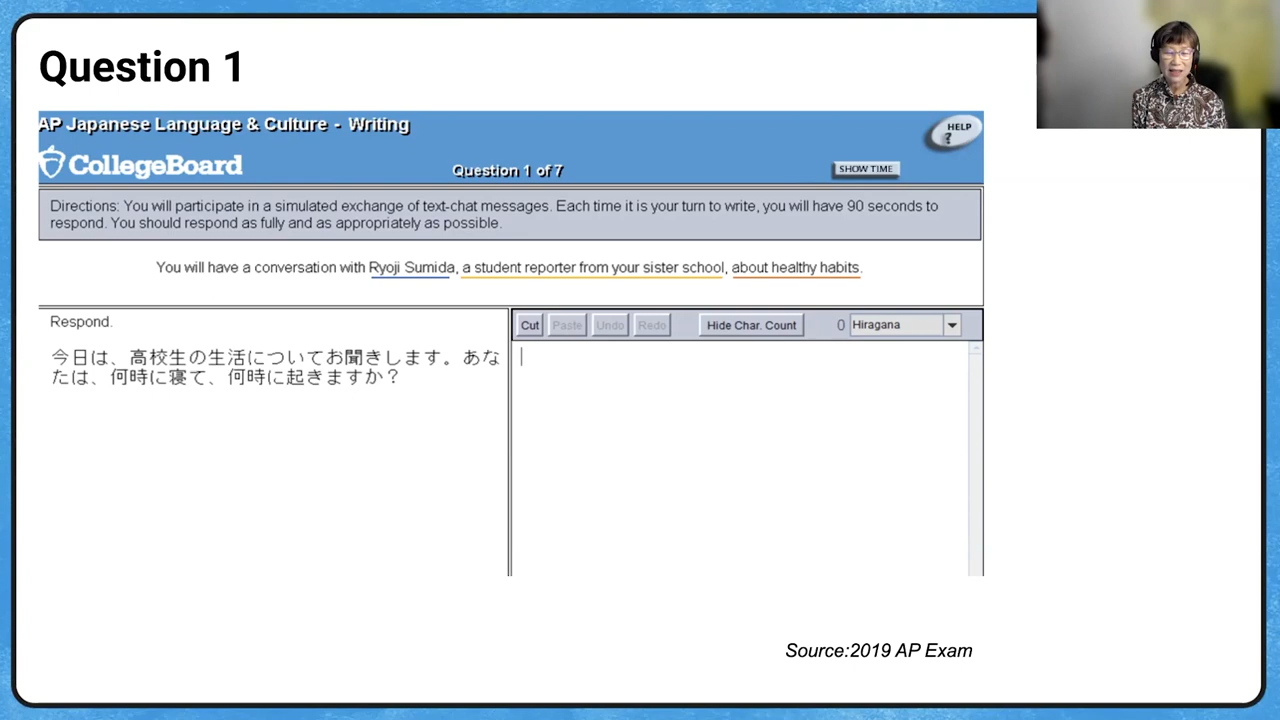 Question 1
AP Japanese Language & Culture - Writing
HELP
?
CollegeBoard
Question 1 of 7
SHOW TIME
Directions: You will participate in a simulated exchange of text-chat messages. Each time it is your turn to write, you will have 90 seconds to
respond. You should respond as fully and as appropriately as possible.
You will have a conversation with Ryoji Sumida, a student reporter from your sister school, about healthy habits.
Respond.
今日は、高校生の生活についてお聞きします。あな
たは、何時に寝て、何時に起きますか？
Cut Paste Undo Redo Hide Char. Count 0 Hiragana
Source:2019 AP Exam